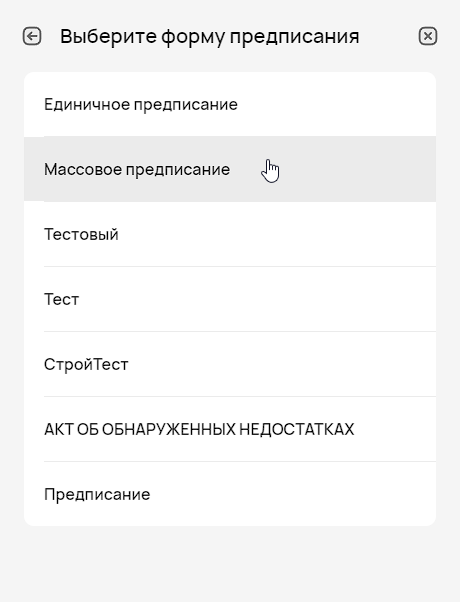 Выберите форму предписания
Единичное предписание
Массовое предписание
Тестовый
Тест
СтройТест
АКТ ОБ ОБНАРУЖЕННЫХ НЕДОСТАТКАХ
Предписание